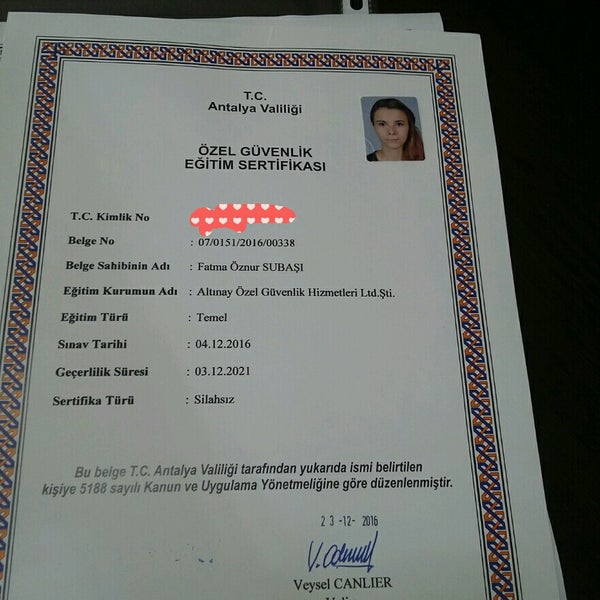 T.C.
Antalya Valiliği
ÖZEL GÜVENLİK
EĞİTİM SERTİFİKASI
T.C. Kimlik No
Belge No : 07/0151/2016/00338
Belge Sahibinin Adı : Fatma Öznur SUBAŞI
Eğitim Kurumun Adı : Altınay Özel Güvenlik Hizmetleri Ltd.Şti.
Eğitim Türü : Temel
Sınav Tarihi : 04.12.2016
Geçerlilik Süresi : 03.12.2021
Sertifika Türü : Silahsız
Bu belge T.C. Antalya Valiliği tarafından yukarıda ismi belirtilen
kişiye 5188 sayılı Kanun ve Uygulama Yönetmeliğine göre düzenlenmiştir.
23-12-2016
Veysel CANLIER